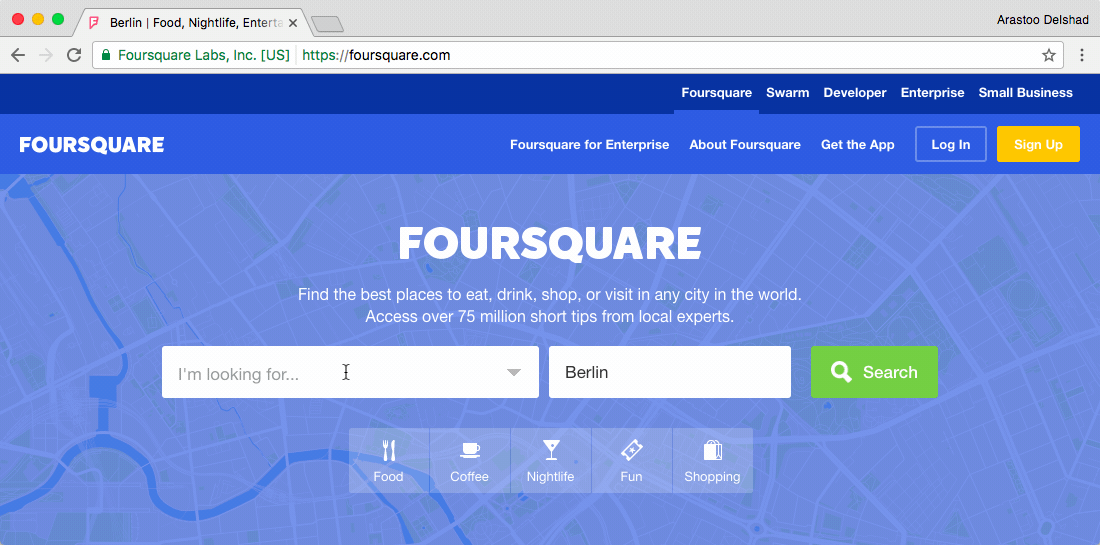 Berlin | Food, Nightlife, Enterta
Arastoo Delshad
Foursquare Labs, Inc. [US] https://foursquare.com
Foursquare Swarm Developer Enterprise Small Business
FOURSQUARE Foursquare for Enterprise About Foursquare Get the App Log In Sign Up
FOURSQUARE
Find the best places to eat, drink, shop, or visit in any city in the world.
Access over 75 million short tips from local experts.
I'm looking for... Berlin Search
Food Coffee Nightlife Fun Shopping